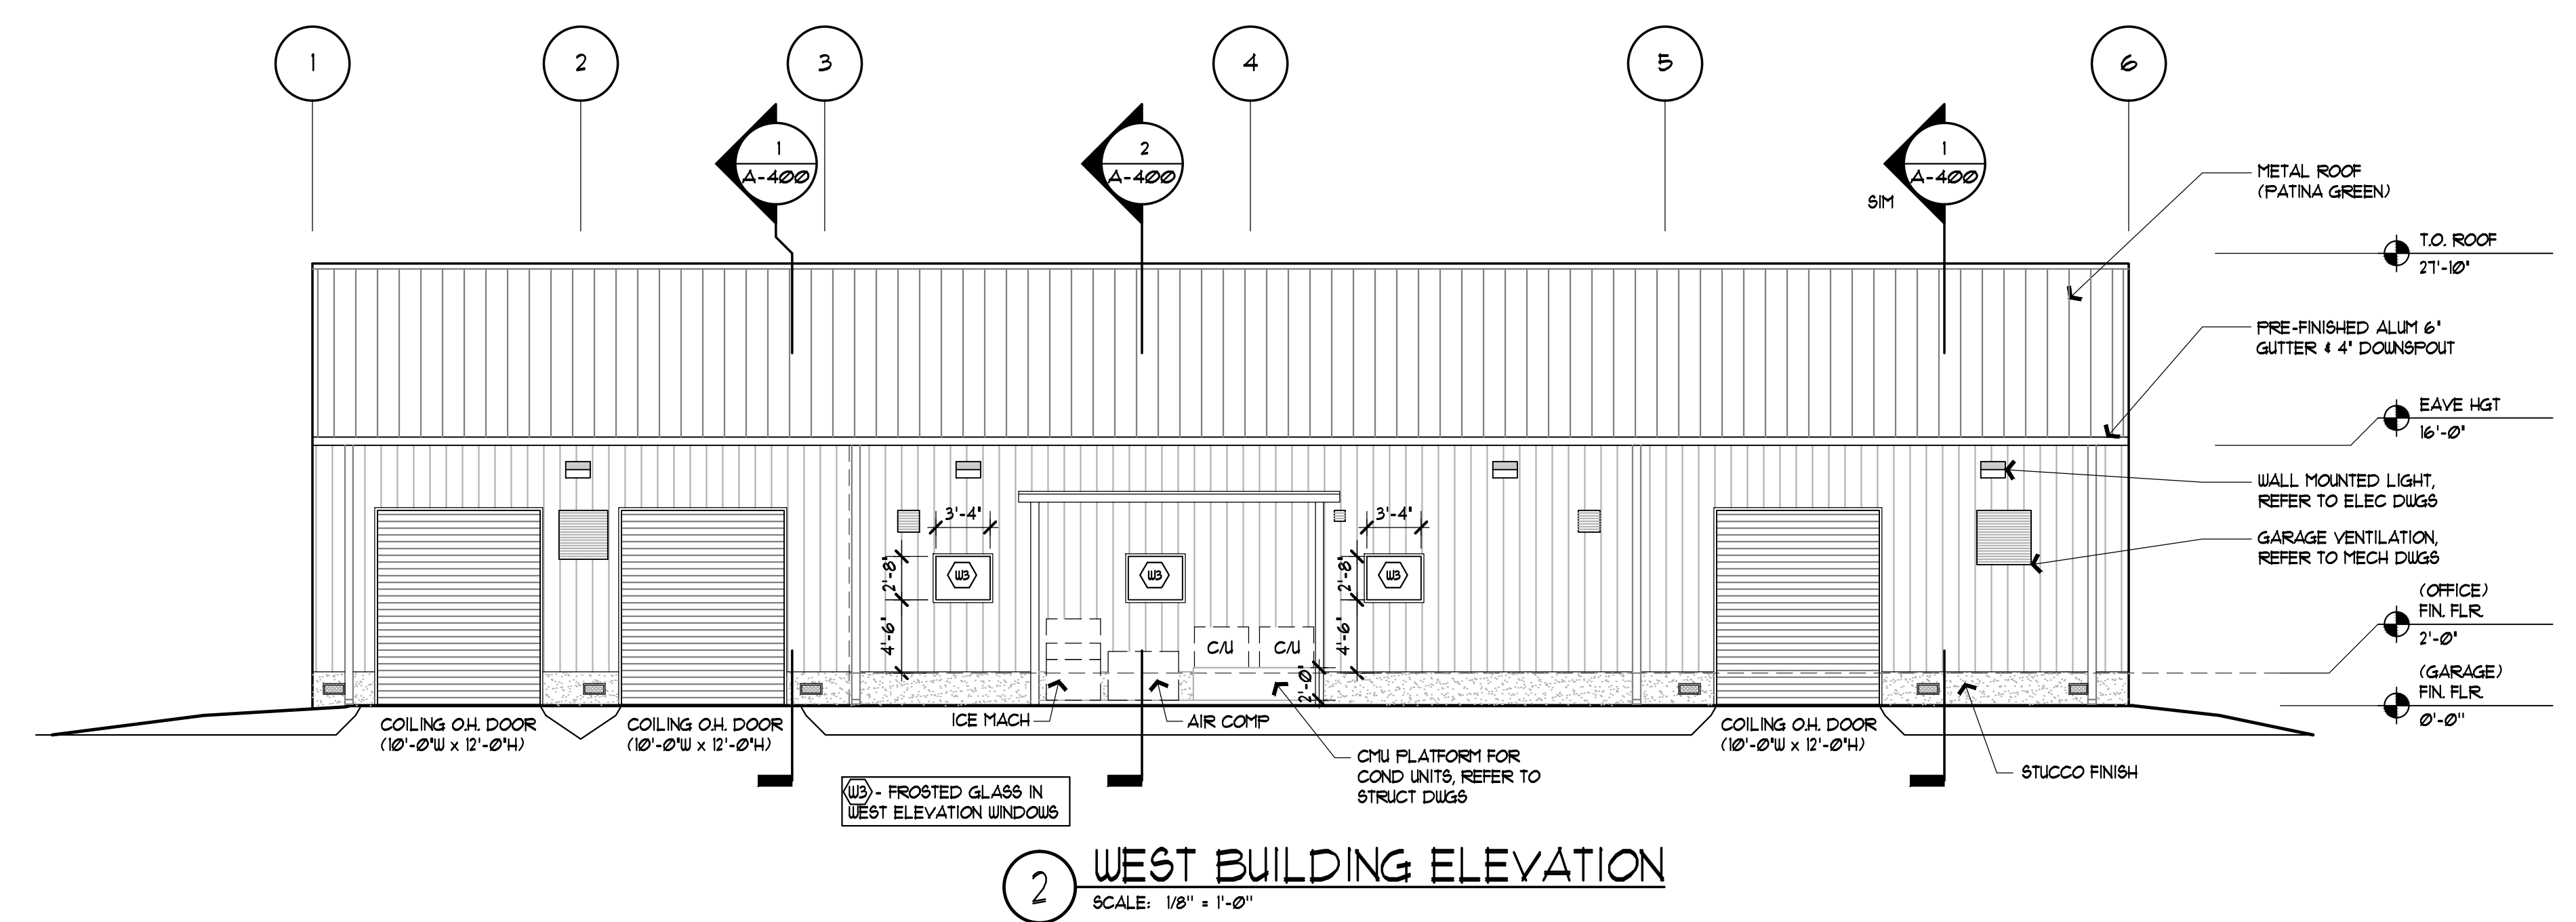 1
2
3
4
5
6
1
A-400
2
A-400
1
A-400
SIM
METAL ROOF
(PATINA GREEN)
T.O. ROOF
27'-10"
PRE-FINISHED ALUM 6"
GUTTER & 4" DOWNSPOUT
EAVE HGT
16'-0"
WALL MOUNTED LIGHT,
REFER TO ELEC DWGS
GARAGE VENTILATION,
REFER TO MECH DWGS
(OFFICE)
FIN. FLR.
2'-0"
(GARAGE)
FIN. FLR.
0'-0"
3'-4"
3'-4"
2'-8"
W3
W3
2'-8"
W3
4'-6"
C/U
C/U
4'-6"
2'-0"
COILING O.H. DOOR
(10'-0"W x 12'-0"H)
COILING O.H. DOOR
(10'-0"W x 12'-0"H)
ICE MACH
AIR COMP
COILING O.H. DOOR
(10'-0"W x 12'-0"H)
CMU PLATFORM FOR
COND UNITS, REFER TO
STRUCT DWGS
STUCCO FINISH
W3 - FROSTED GLASS IN
WEST ELEVATION WINDOWS
2
WEST BUILDING ELEVATION
SCALE: 1/8" = 1'-0"